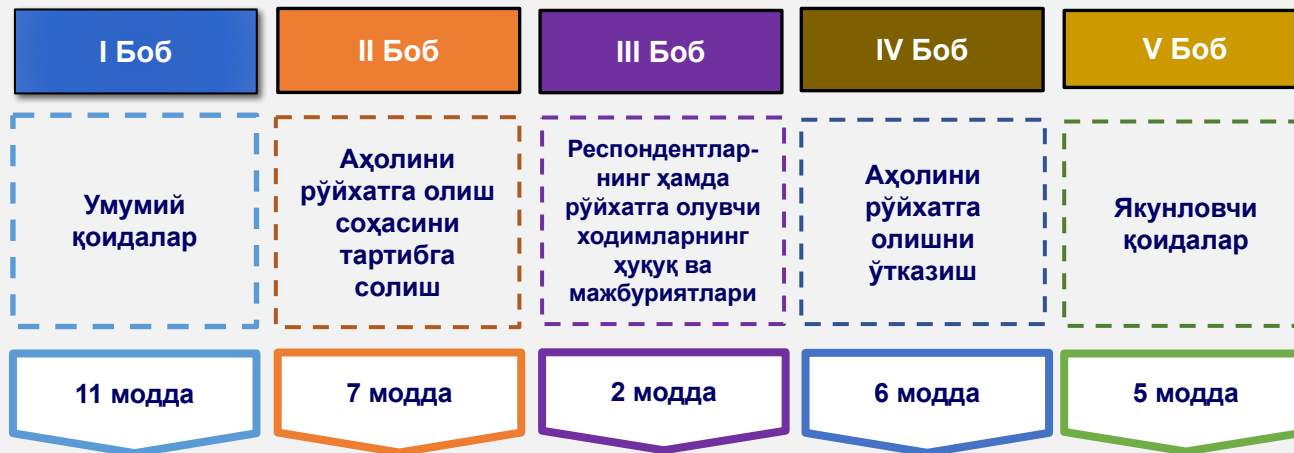 I Боб
II Боб
III Боб
IV Боб
V Боб
Умумий
қоидалар
Аҳолини
рўйхатга олиш
соҳасини
тартибга
солиш
Респондентлар-
нинг ҳамда
рўйхатга олувчи
ходимларнинг
ҳуқуқ ва
мажбуриятлари
Аҳолини
рўйхатга
олишни
ўтказиш
Якунловчи
қоидалар
11 модда
7 модда
2 модда
6 модда
5 модда